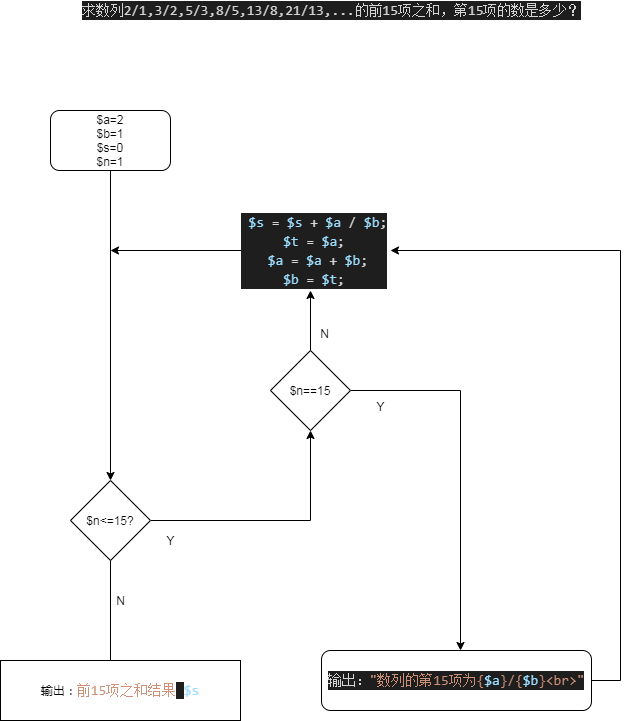 求数列2/1,3/2,5/3,8/5,13/8,21/13,...的前15项之和，第15项的数是多少？
$a=2
$b=1
$s=0
$n=1
$s = $s + $a / $b;
$t = $a;
$a = $a + $b;
$b = $t;
N
$n==15
Y
$n<=15?
Y
N
输出：前15项之和结果 $s
输出："数列的第15项为{$a}/{$b}<br>"